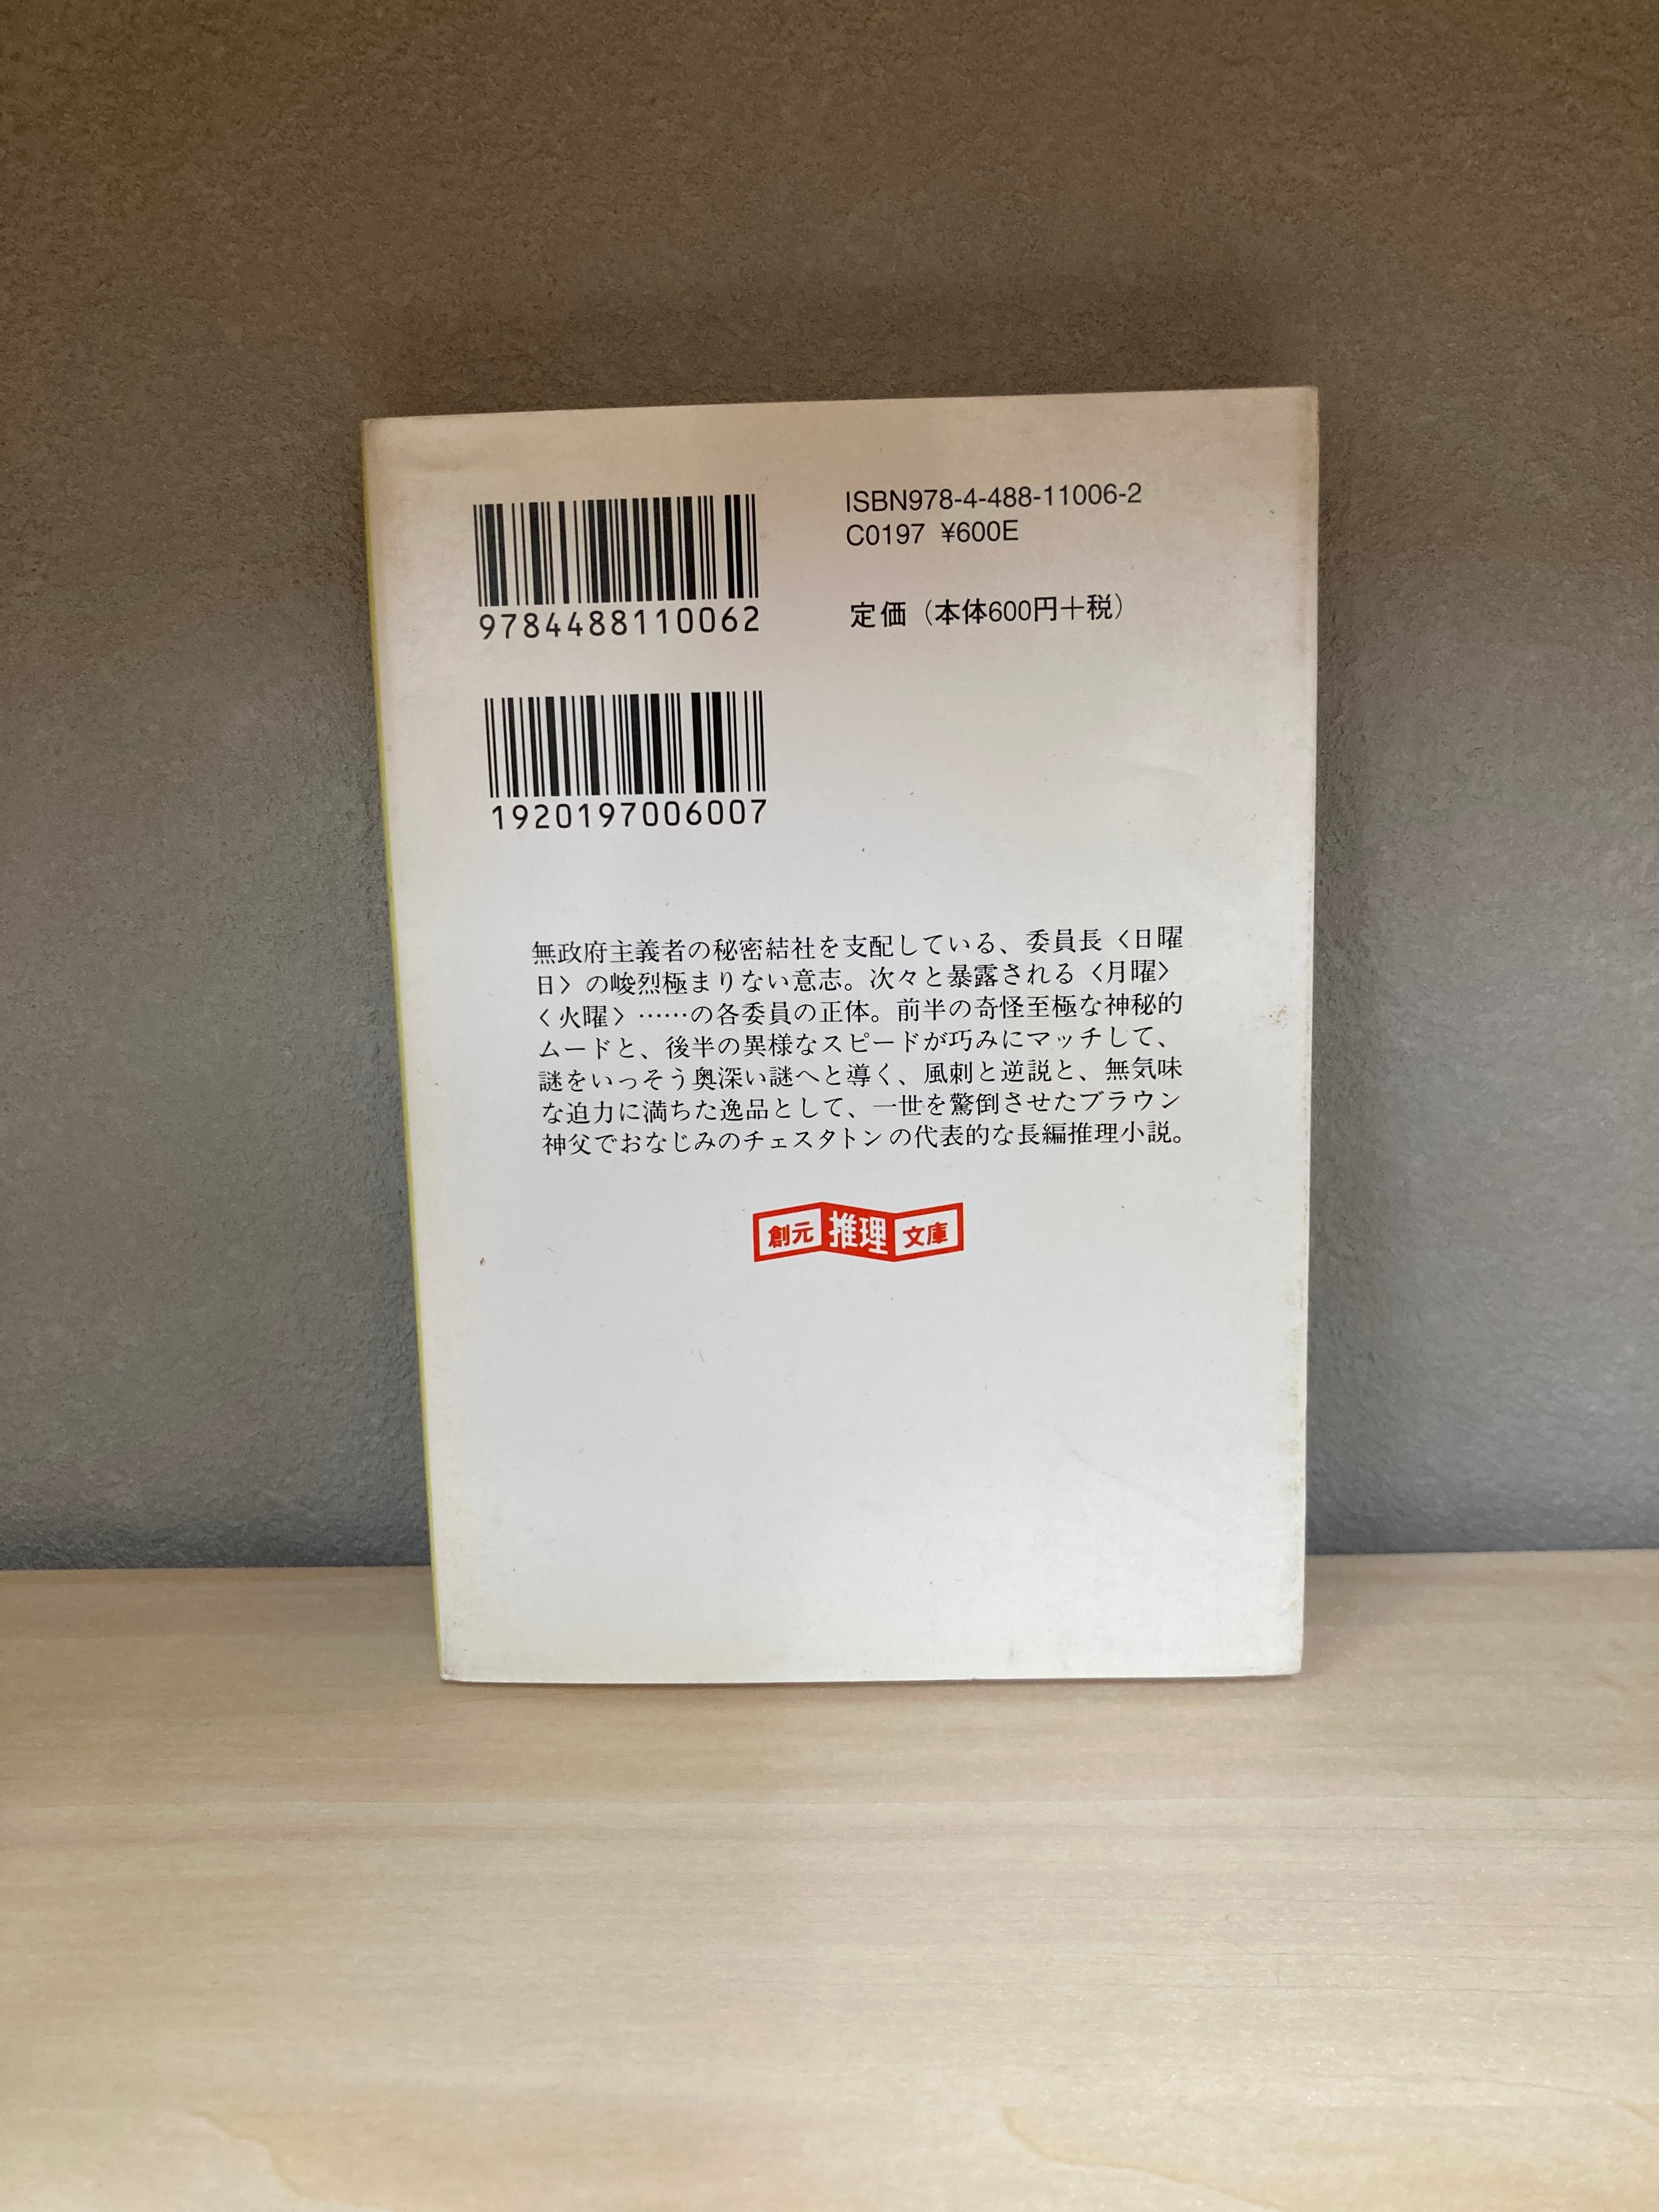 ISBN978-4-488-11006-2
C0197 ¥600E
定価（本体600円＋税）
9784488110062
1920197006007
無政府主義者の秘密結社を支配している、委員長〈日曜
日〉の峻烈極まりない意志。次々と暴露される〈月曜〉
〈火曜〉……の各委員の正体。前半の奇怪至極な神秘的
ムードと、後半の異様なスピードが巧みにマッチして、
謎をいっそう奥深い謎へと導く、風刺と逆説と、無気味
な迫力に満ちた逸品として、一世を驚倒させたブラウン
神父でおなじみのチェスタトンの代表的な長編推理小説。
創元推理文庫